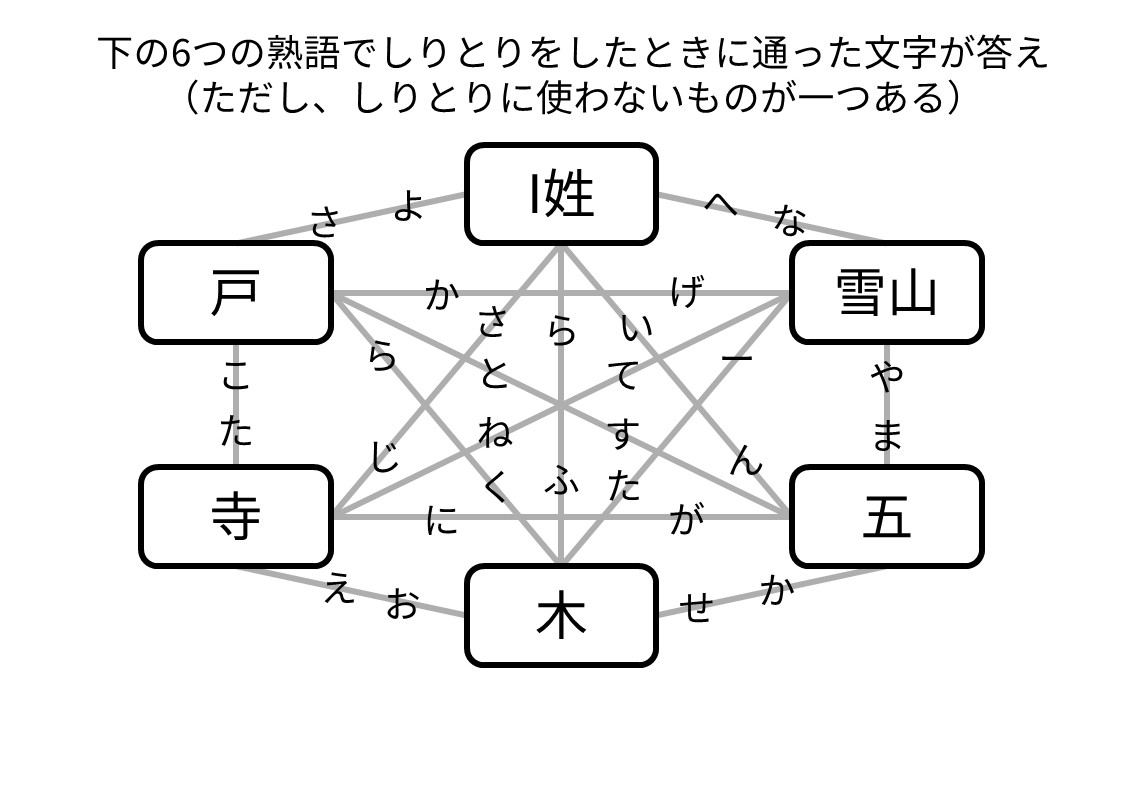 下の6つの熟語でしりとりをしたときに通った文字が答え
（ただし、しりとりに使わないものが一つある）
I姓
さ よ
へ な
戸
雪山
か
げ
さ
ら
い
ら
と
て
ー
こ
や
た
ね
す
ま
じ
く
ふ
た
ん
寺
に
が
五
え お
木
せ か